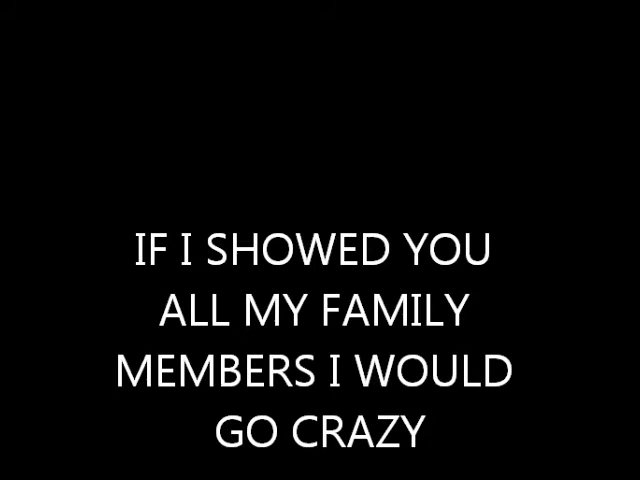 IF I SHOWED YOU
ALL MY FAMILY
MEMBERS I WOULD
GO CRAZY